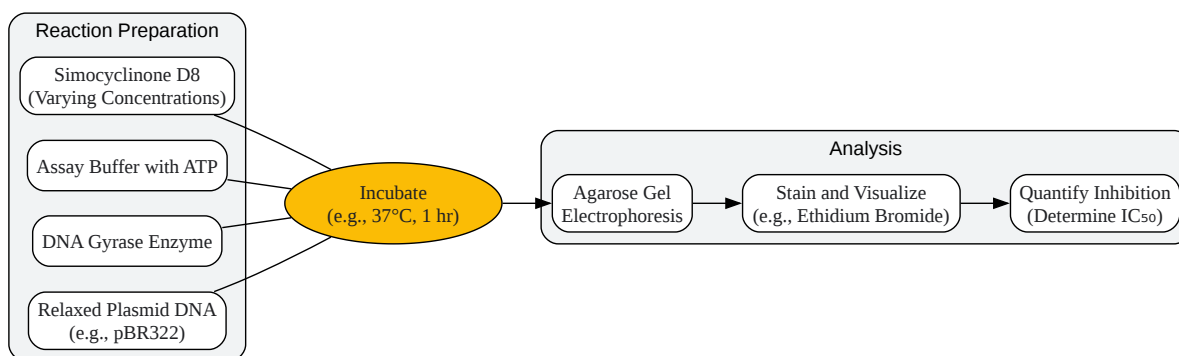 Reaction Preparation
Simocyclinone D8
(Varying Concentrations)
Assay Buffer with ATP
DNA Gyrase Enzyme
Relaxed Plasmid DNA
(e.g., pBR322)
Incubate
(e.g., 37°C, 1 hr)
Analysis
Agarose Gel
Electrophoresis
Stain and Visualize
(e.g., Ethidium Bromide)
Quantify Inhibition
(Determine IC₅₀)